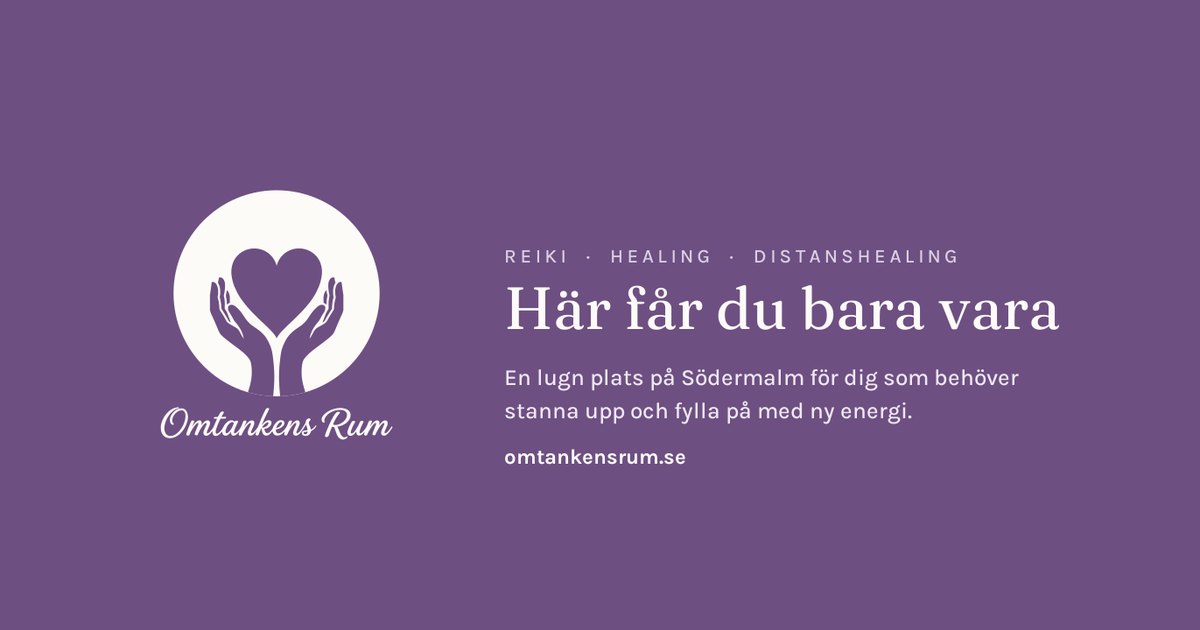 Omtankens Rum
REIKI · HEALING · DISTANSHEALING
Här får du bara vara
En lugn plats på Södermalm för dig som behöver
stanna upp och fylla på med ny energi.
omtankensrum.se